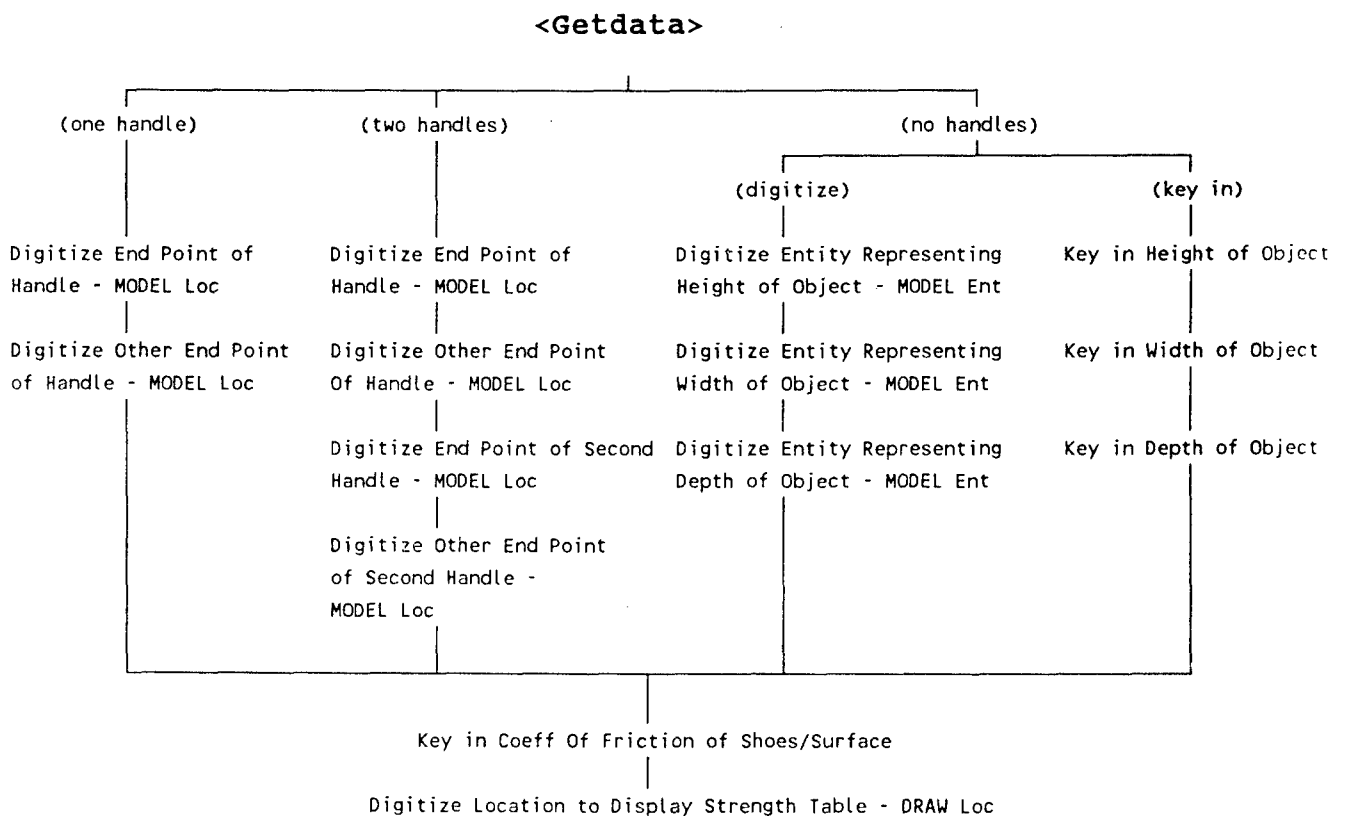 <Getdata>
(one handle)
(two handles)
(no handles)
(digitize)
(key in)
Digitize End Point of
Handle - MODEL Loc
Digitize Other End Point
of Handle - MODEL Loc
Digitize End Point of
Handle - MODEL Loc
Digitize Other End Point
Of Handle - MODEL Loc
Digitize End Point of Second
Handle - MODEL Loc
Digitize Other End Point
of Second Handle -
MODEL Loc
Digitize Entity Representing
Height of Object - MODEL Ent
Digitize Entity Representing
Width of Object - MODEL Ent
Digitize Entity Representing
Depth of Object - MODEL Ent
Key in Height of Object
Key in Width of Object
Key in Depth of Object
Key in Coeff Of Friction of Shoes/Surface
Digitize Location to Display Strength Table - DRAW Loc